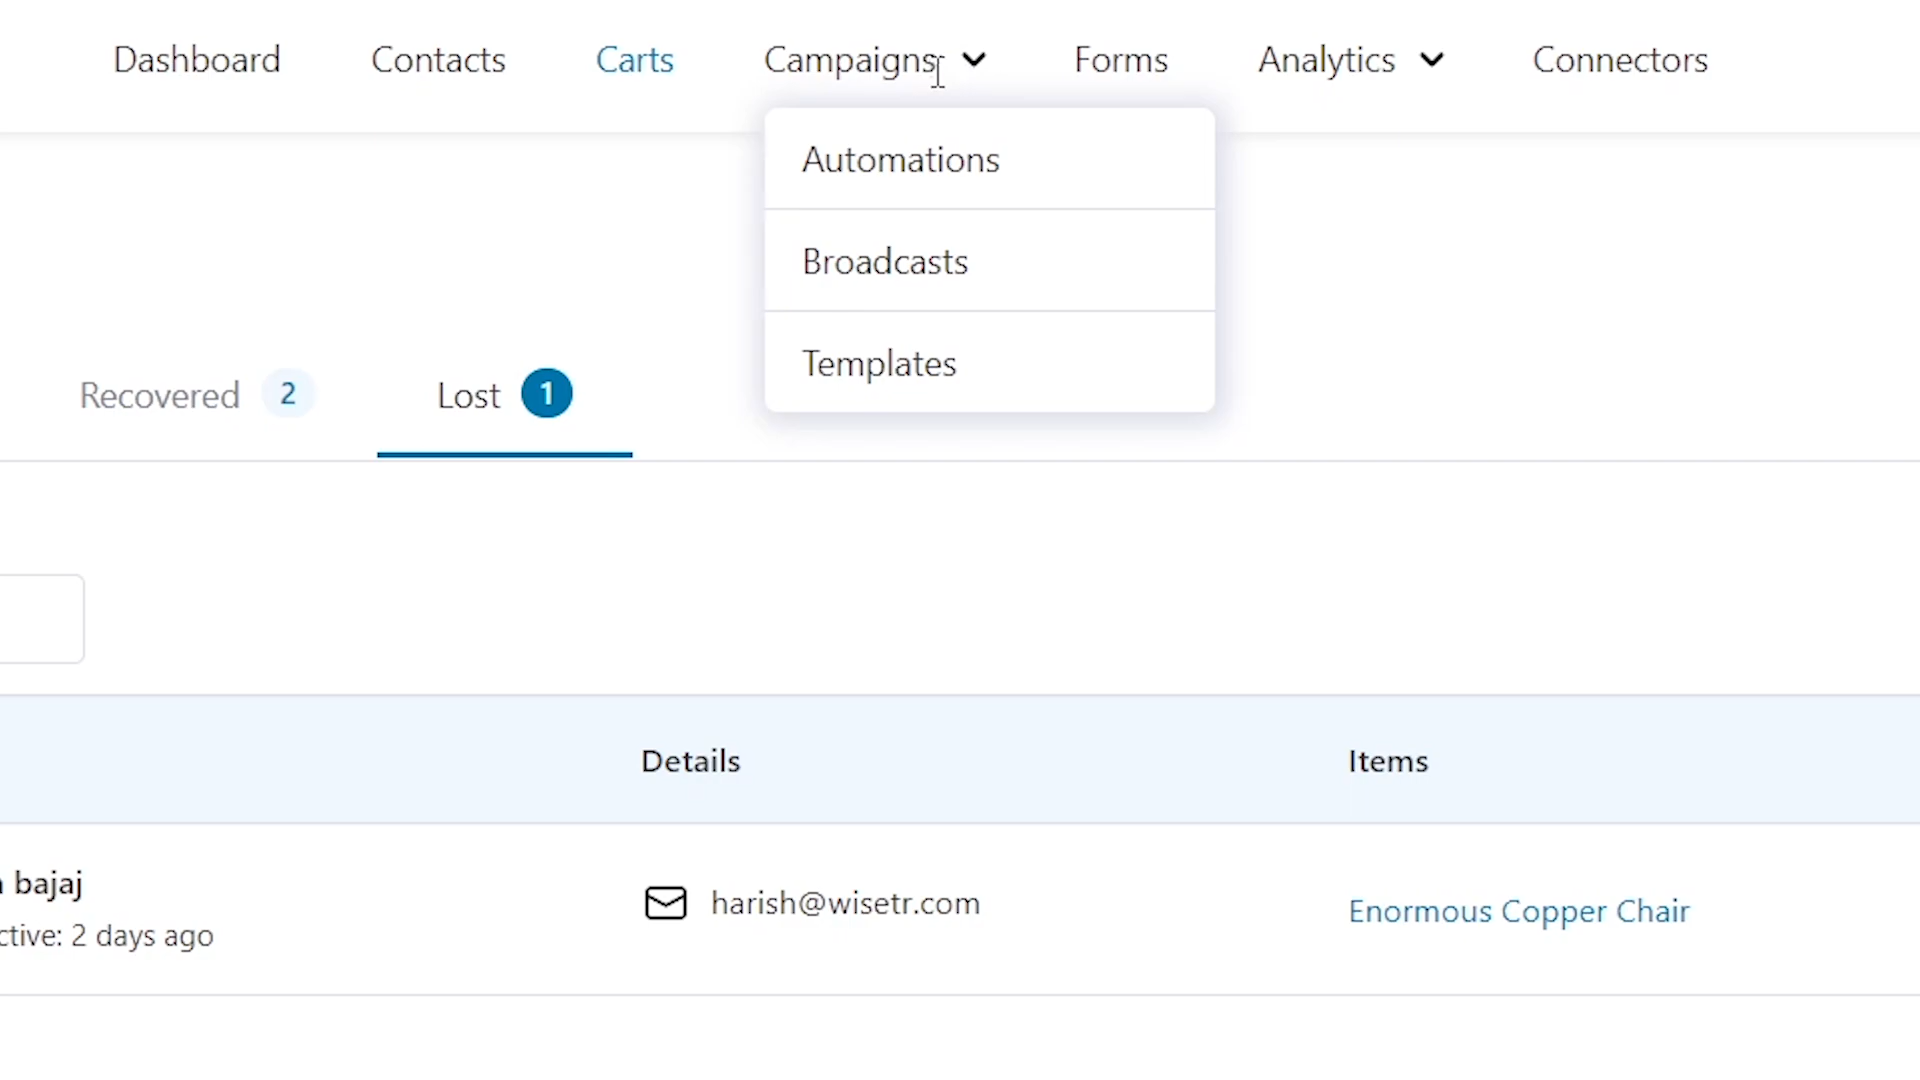 Dashboard Contacts Carts Campaigns Forms Analytics Connectors
Automations
Broadcasts
Templates
Recovered 2 Lost 1
Details Items
bajaj
harish@wisetr.com
Enormous Copper Chair
ctive: 2 days ago